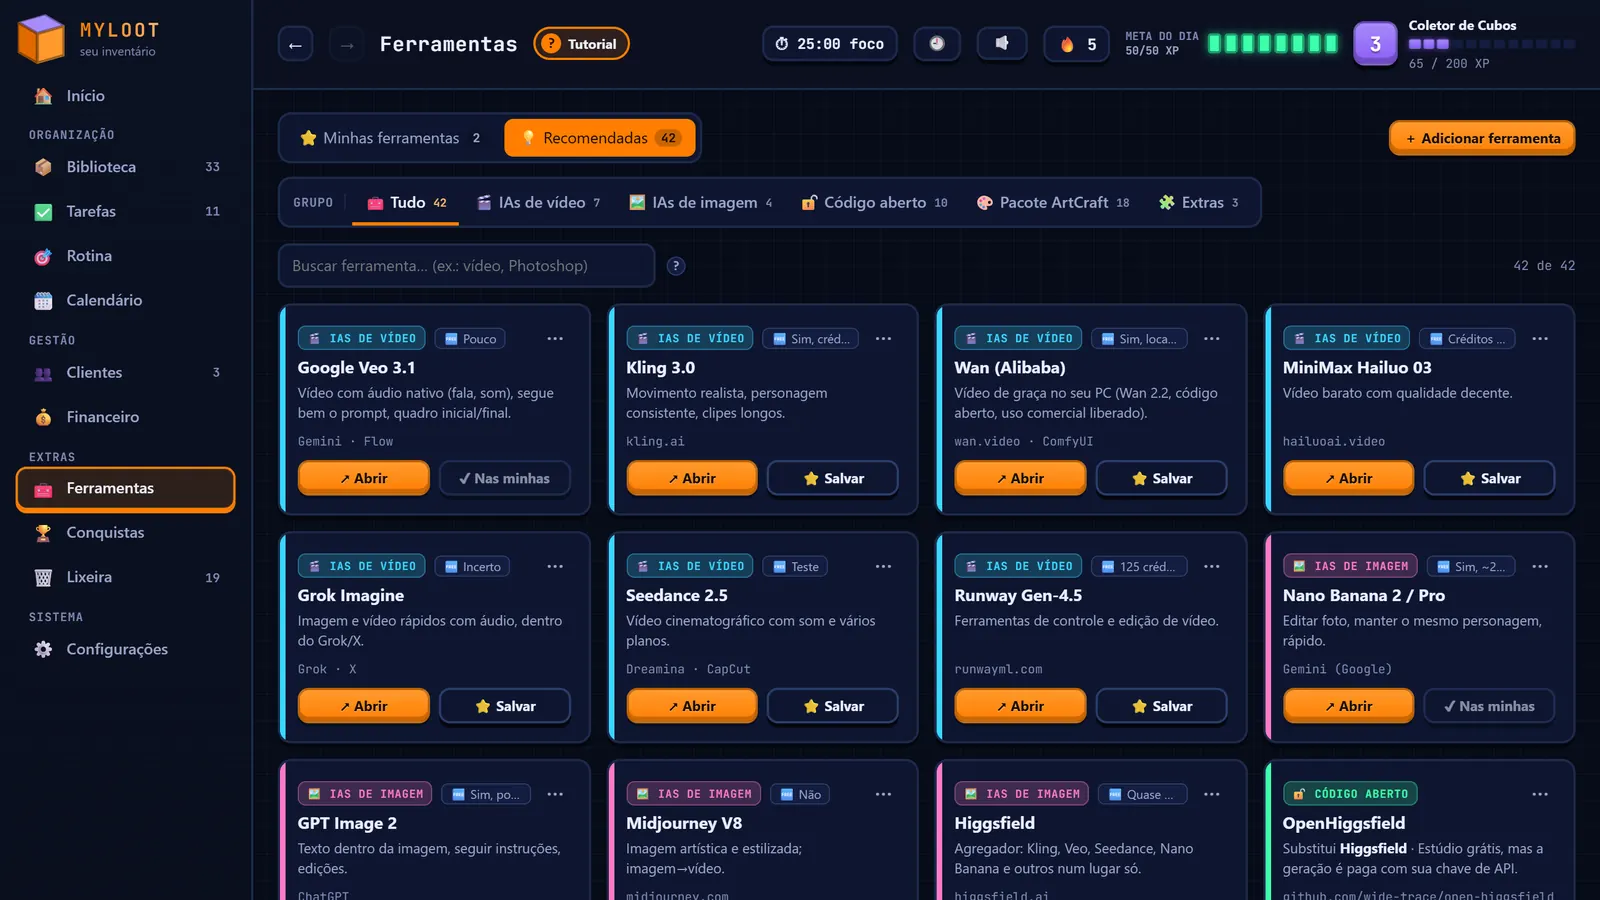 MYLOOT
seu inventário
Início
ORGANIZAÇÃO
Biblioteca 33
Tarefas 11
Rotina
Calendário
GESTÃO
Clientes 3
Financeiro
EXTRAS
Ferramentas
Conquistas
Lixeira 19
SISTEMA
Configurações
← → Ferramentas ? Tutorial
25:00 foco
5
META DO DIA
50/50 XP
3
Coletor de Cubos
65 / 200 XP
Minhas ferramentas 2
Recomendadas 42
+ Adicionar ferramenta
GRUPO
Tudo 42
IAs de vídeo 7
IAs de imagem 4
Código aberto 10
Pacote ArtCraft 18
Extras 3
Buscar ferramenta... (ex.: vídeo, Photoshop)
?
42 de 42
IAS DE VÍDEO
Pouco
Google Veo 3.1
Vídeo com áudio nativo (fala, som), segue
bem o prompt, quadro inicial/final.
Gemini · Flow
↗ Abrir
✓ Nas minhas
IAS DE VÍDEO
Sim, créd...
Kling 3.0
Movimento realista, personagem
consistente, clipes longos.
kling.ai
↗ Abrir
Salvar
IAS DE VÍDEO
Sim, loca...
Wan (Alibaba)
Vídeo de graça no seu PC (Wan 2.2, código
aberto, uso comercial liberado).
wan.video · ComfyUI
↗ Abrir
Salvar
IAS DE VÍDEO
Créditos ...
MiniMax Hailuo 03
Vídeo barato com qualidade decente.
hailuoai.video
↗ Abrir
Salvar
IAS DE VÍDEO
Incerto
Grok Imagine
Imagem e vídeo rápidos com áudio, dentro
do Grok/X.
Grok · X
↗ Abrir
Salvar
IAS DE VÍDEO
Teste
Seedance 2.5
Vídeo cinematográfico com som e vários
planos.
Dreamina · CapCut
↗ Abrir
Salvar
IAS DE VÍDEO
125 créd...
Runway Gen-4.5
Ferramentas de controle e edição de vídeo.
runwayml.com
↗ Abrir
Salvar
IAS DE IMAGEM
Sim, ~2...
Nano Banana 2 / Pro
Editar foto, manter o mesmo personagem,
rápido.
Gemini (Google)
↗ Abrir
✓ Nas minhas
IAS DE IMAGEM
Sim, po...
GPT Image 2
Texto dentro da imagem, seguir instruções,
edições.
ChatGPT
IAS DE IMAGEM
Não
Midjourney V8
Imagem artística e estilizada;
imagem→vídeo.
midjourney.com
IAS DE IMAGEM
Quase ...
Higgsfield
Agregador: Kling, Veo, Seedance, Nano
Banana e outros num lugar só.
higgsfield.ai
CÓDIGO ABERTO
OpenHiggsfield
Substitui Higgsfield · Estúdio grátis, mas a
geração é paga com sua chave de API.
github.com/wide-trace/open-higgsfield